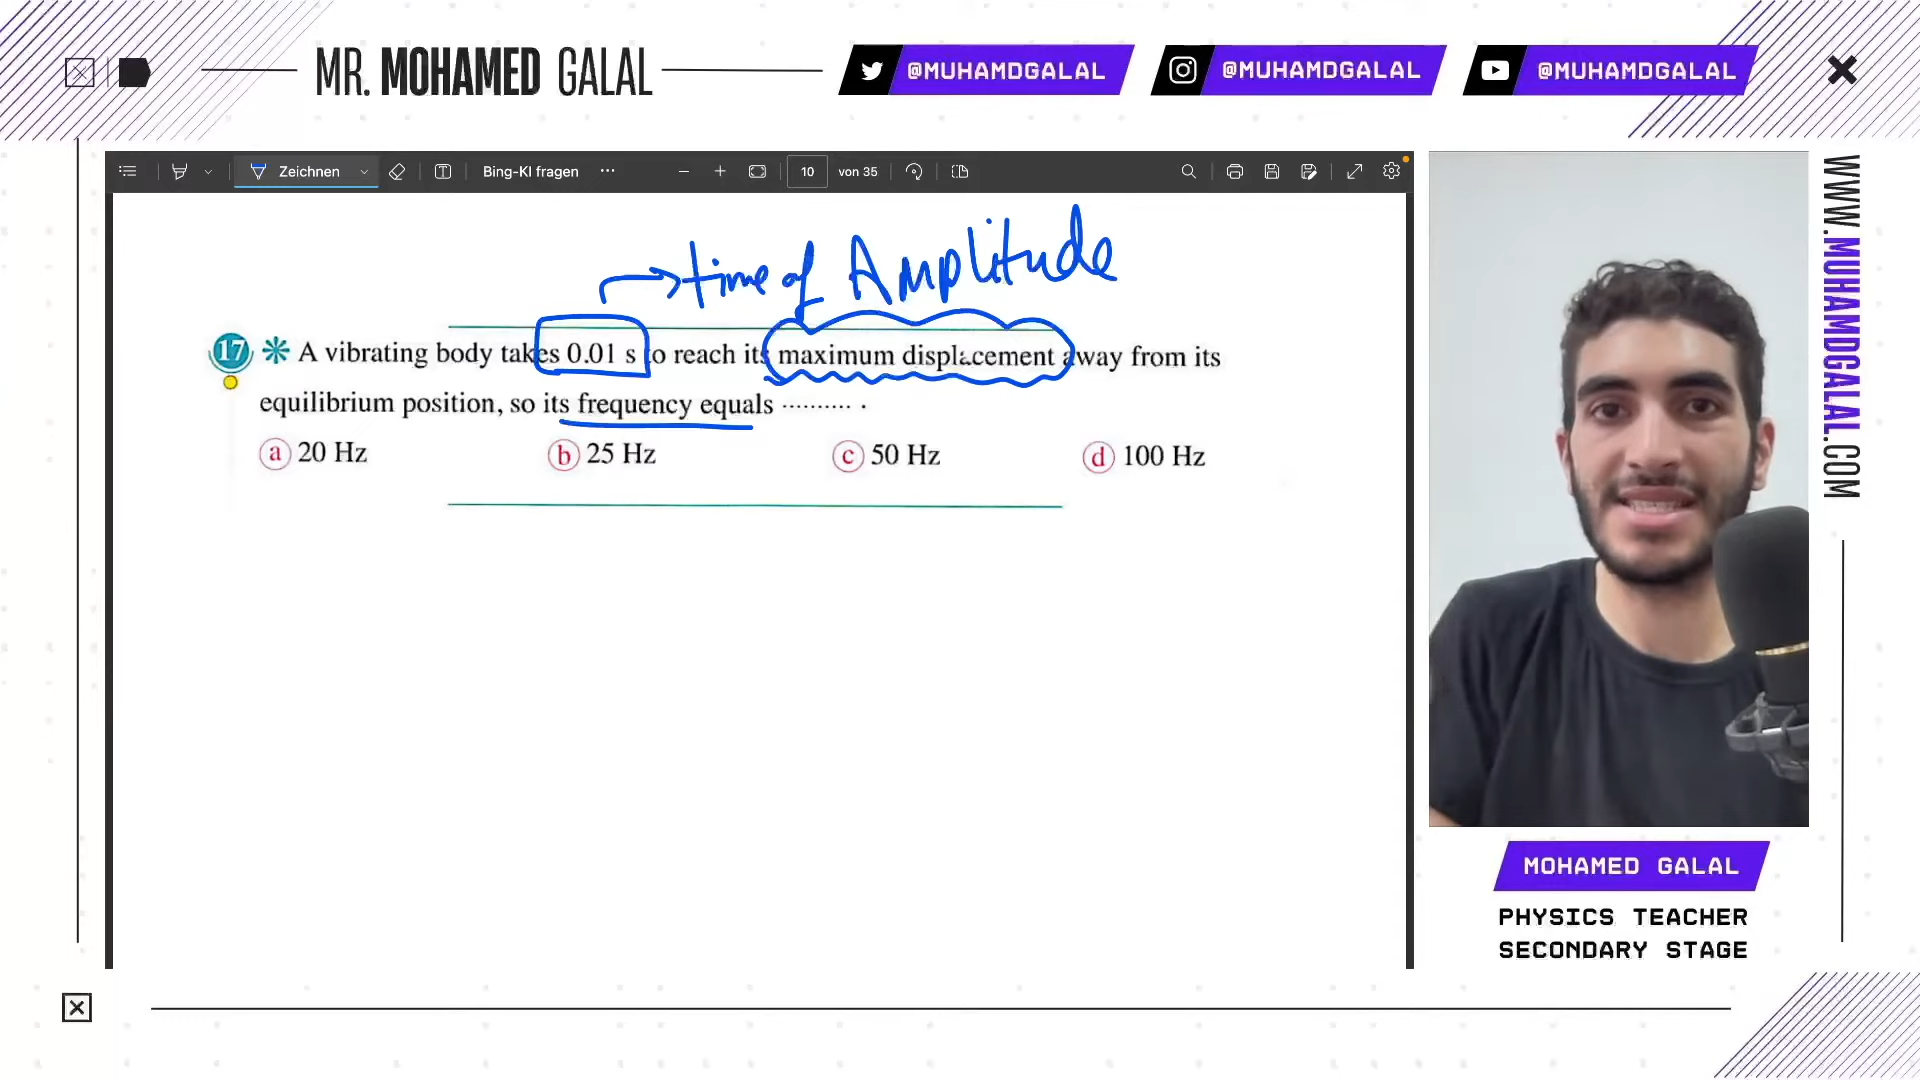 MR. MOHAMED GALAL
@MUHAMDGALAL
@MUHAMDGALAL
@MUHAMDGALAL
Zeichnen
Bing-KI fragen
10
von 35
time of Amplitude
17 A vibrating body takes 0.01 s to reach its maximum displacement away from its
equilibrium position, so its frequency equals .......... .
a 20 Hz
b 25 Hz
c 50 Hz
d 100 Hz
WWW.MUHAMDGALAL.COM
MOHAMED GALAL
PHYSICS TEACHER
SECONDARY STAGE